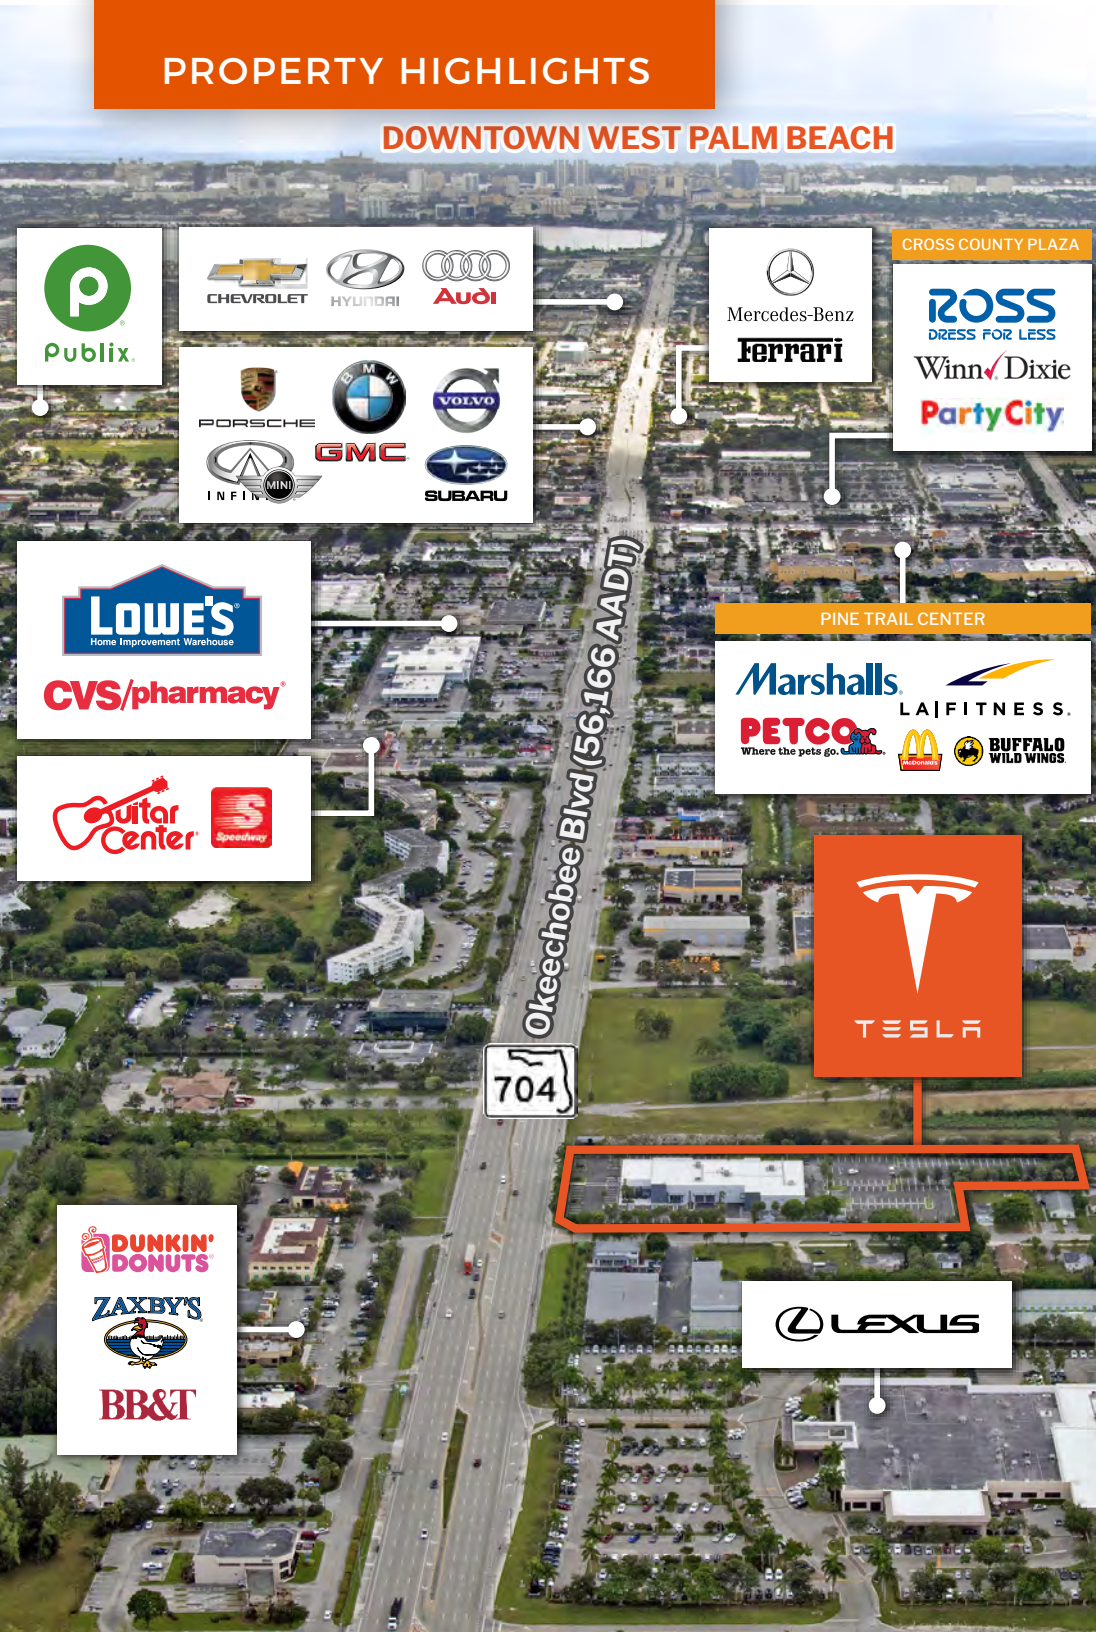 PROPERTY HIGHLIGHTS
DOWNTOWN WEST PALM BEACH
Publix
CHEVROLET
HYUNDAI
Audi
PORSCHE
BMW
VOLVO
INFIN
MINI
GMC
SUBARU
Mercedes-Benz
Ferrari
CROSS COUNTY PLAZA
ROSS
DRESS FOR LESS
Winn Dixie
Party City
LOWE'S
Home Improvement Warehouse
CVS/pharmacy
Guitar
Center
Speedway
PINE TRAIL CENTER
Marshalls
LA|FITNESS
PETCO
Where the pets go.
McDonald's
BUFFALO
WILD WINGS
Okeechobee Blvd (56,166 AADT)
704
TESLA
DUNKIN'
DONUTS
ZAXBY'S
BB&T
LEXUS